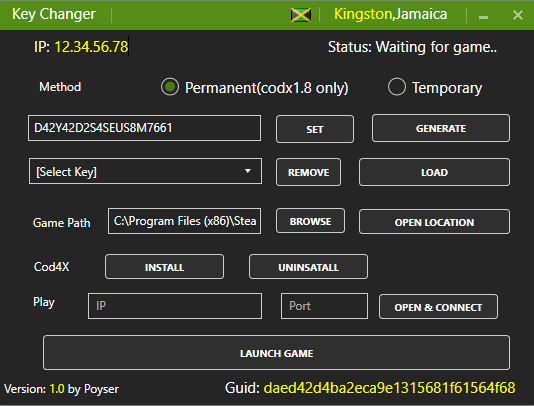 Key Changer Kingston,Jamaica
IP: 12.34.56.78 Status: Waiting for game..
Method Permanent(codx1.8 only) Temporary
D42Y42D2S4SEUS8M7661 SET GENERATE
[Select Key] REMOVE LOAD
Game Path C:\Program Files (x86)\Stea BROWSE OPEN LOCATION
Cod4X INSTALL UNINSATALL
Play IP Port OPEN & CONNECT
LAUNCH GAME
Version: 1.0 by Poyser Guid: daed42d4ba2eca9e1315681f61564f68